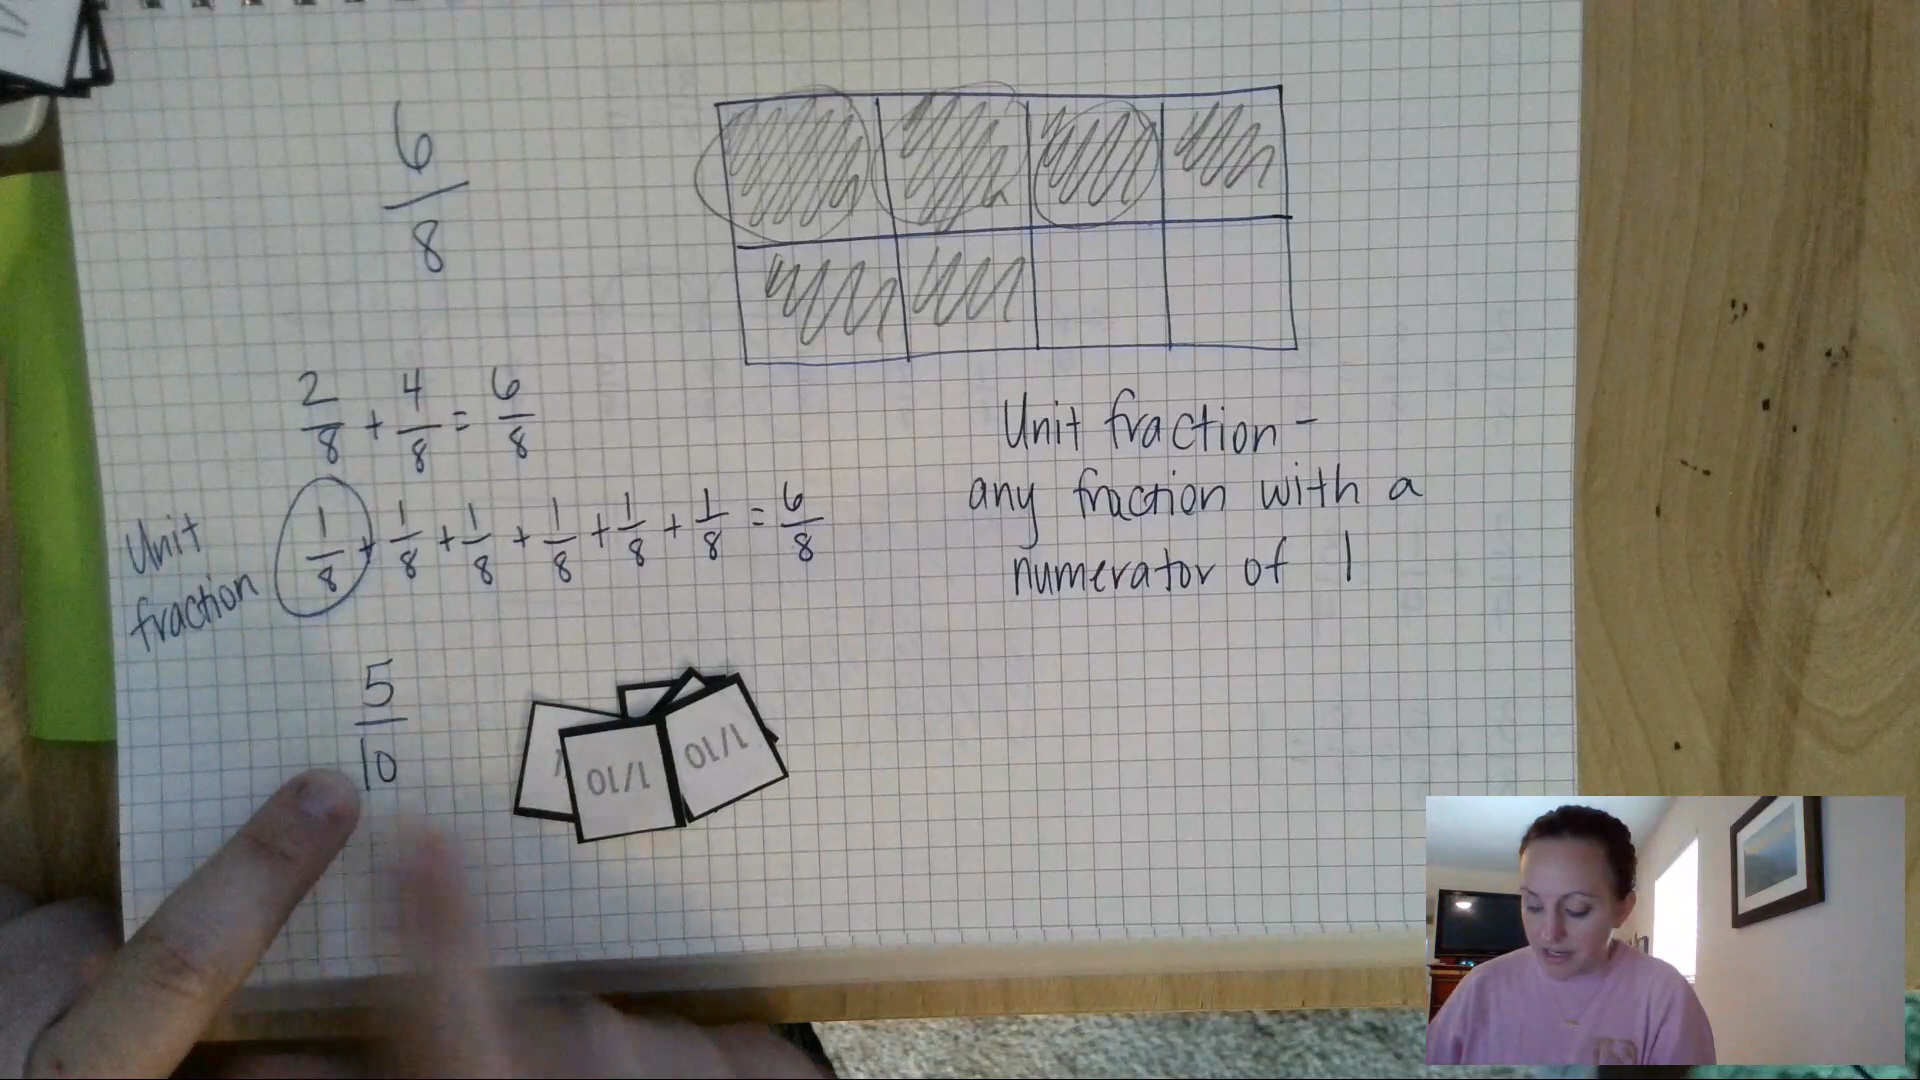 6/8
2/8 + 4/8 = 6/8
Unit fraction
1/8 + 1/8 + 1/8 + 1/8 + 1/8 + 1/8 = 6/8
Unit fraction -
any fraction with a
numerator of 1
5/10
1/10
1/10